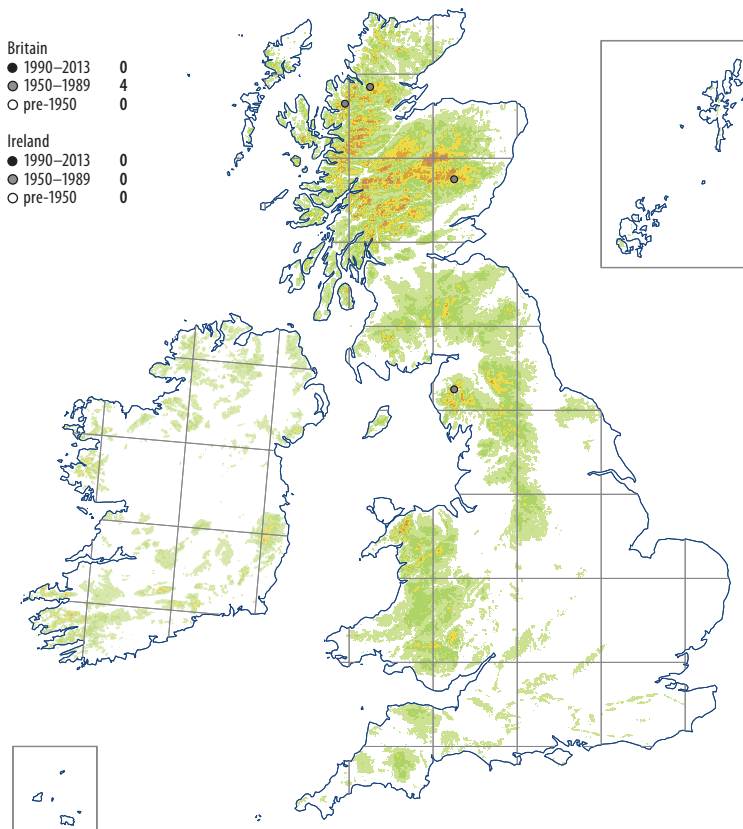 Britain
● 1990–2013 0
● 1950–1989 4
○ pre-1950 0
Ireland
● 1990–2013 0
● 1950–1989 0
○ pre-1950 0